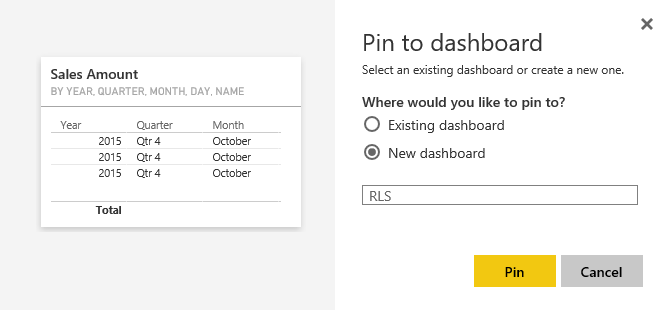 Pin to dashboard
Select an existing dashboard or create a new one.
Where would you like to pin to?
Existing dashboard
New dashboard
RLS
Pin Cancel
Sales Amount
BY YEAR, QUARTER, MONTH, DAY, NAME
Year Quarter Month
2015 Qtr 4 October
2015 Qtr 4 October
2015 Qtr 4 October
Total